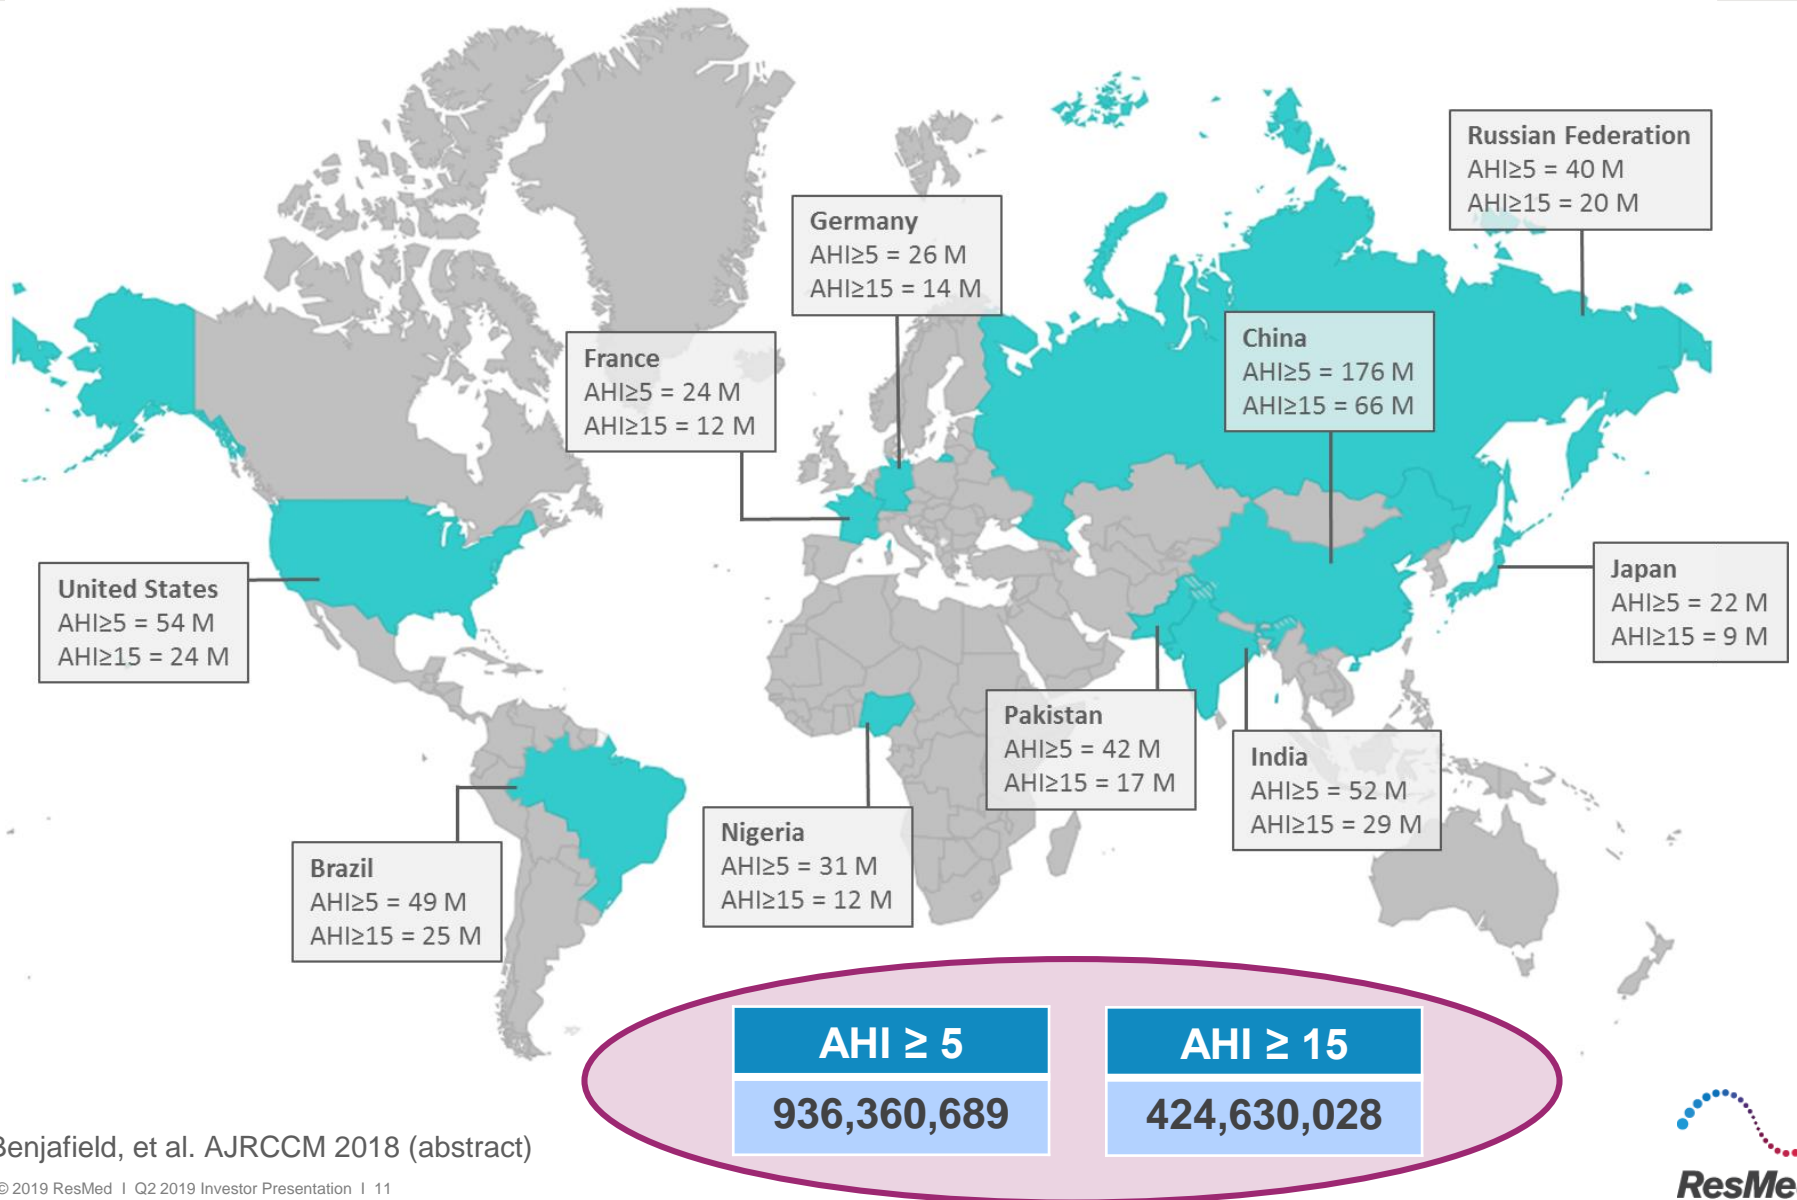 Russian Federation
AHI≥5 = 40 M
AHI≥15 = 20 M
Germany
AHI≥5 = 26 M
AHI≥15 = 14 M
China
AHI≥5 = 176 M
AHI≥15 = 66 M
France
AHI≥5 = 24 M
AHI≥15 = 12 M
United States
AHI≥5 = 54 M
AHI≥15 = 24 M
Japan
AHI≥5 = 22 M
AHI≥15 = 9 M
Pakistan
AHI≥5 = 42 M
AHI≥15 = 17 M
India
AHI≥5 = 52 M
AHI≥15 = 29 M
Nigeria
AHI≥5 = 31 M
AHI≥15 = 12 M
Brazil
AHI≥5 = 49 M
AHI≥15 = 25 M
AHI ≥ 5
936,360,689
AHI ≥ 15
424,630,028
Benjafield, et al. AJRCCM 2018 (abstract)
© 2019 ResMed I Q2 2019 Investor Presentation I 11
ResMe